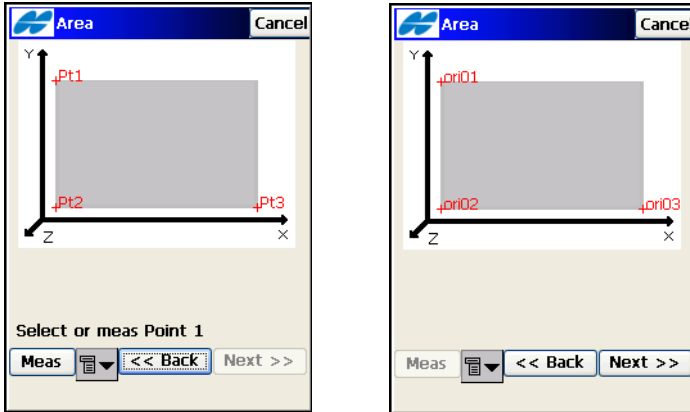 Area Cancel
Y
Pt1
Pt2 Pt3
Z X
Select or meas Point 1
Meas << Back Next >>
Area Cance
Y
ori01
ori02 ori03
Z X
Meas << Back Next >>